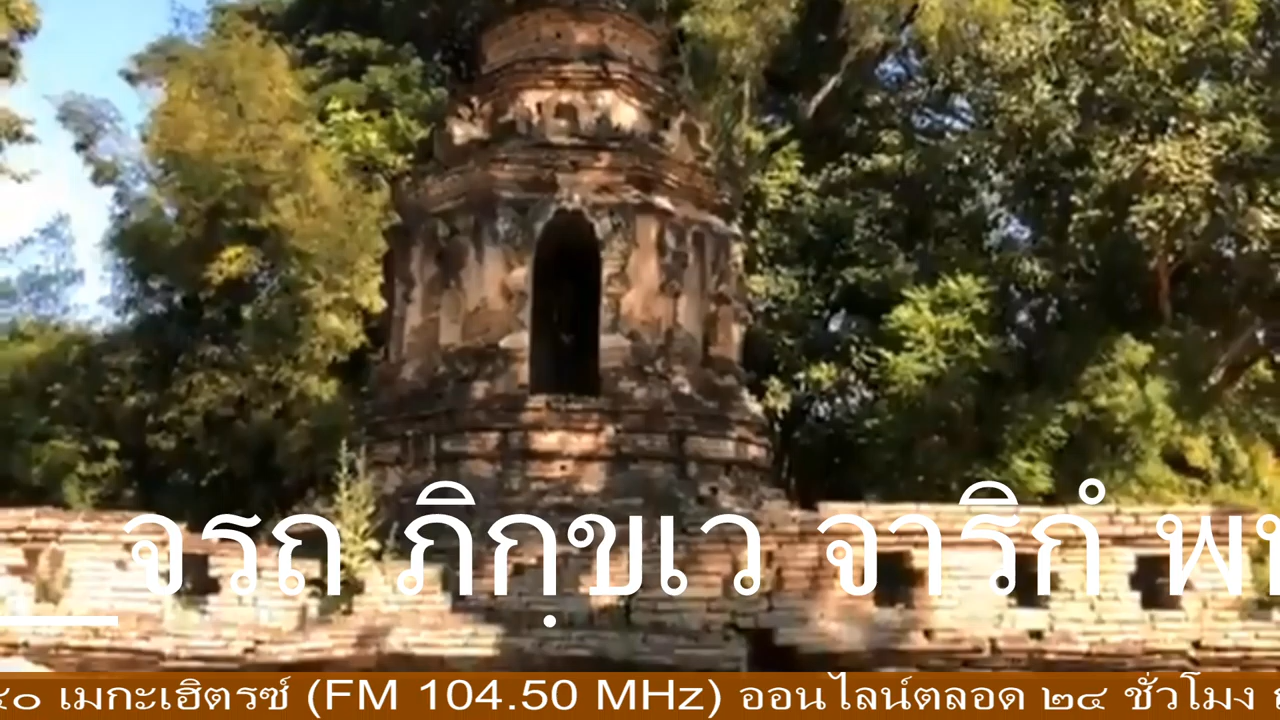 จรถ ภิกฺขเว จาริกํ
๔๐ เมกะเฮิตรซ์ (FM 104.50 MHz) ออนไลน์ตลอด ๒๔ ชั่วโมง